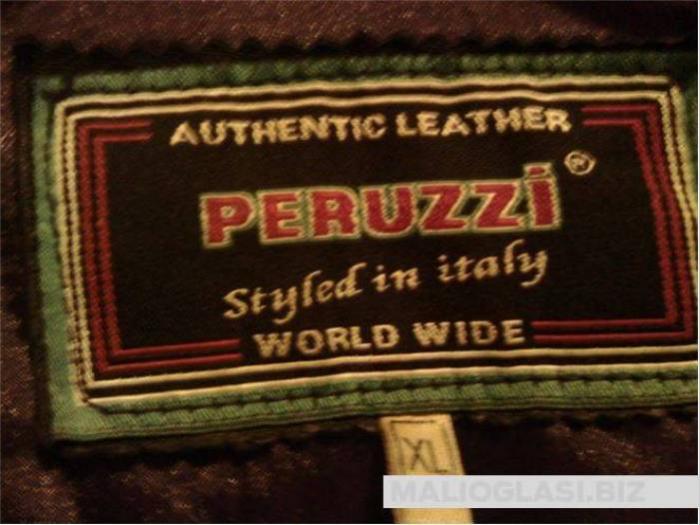 AUTHENTIC LEATHER
PERUZZİ®
Styled in italy
WORLD WIDE
XL
MALIOGLASI.BIZ